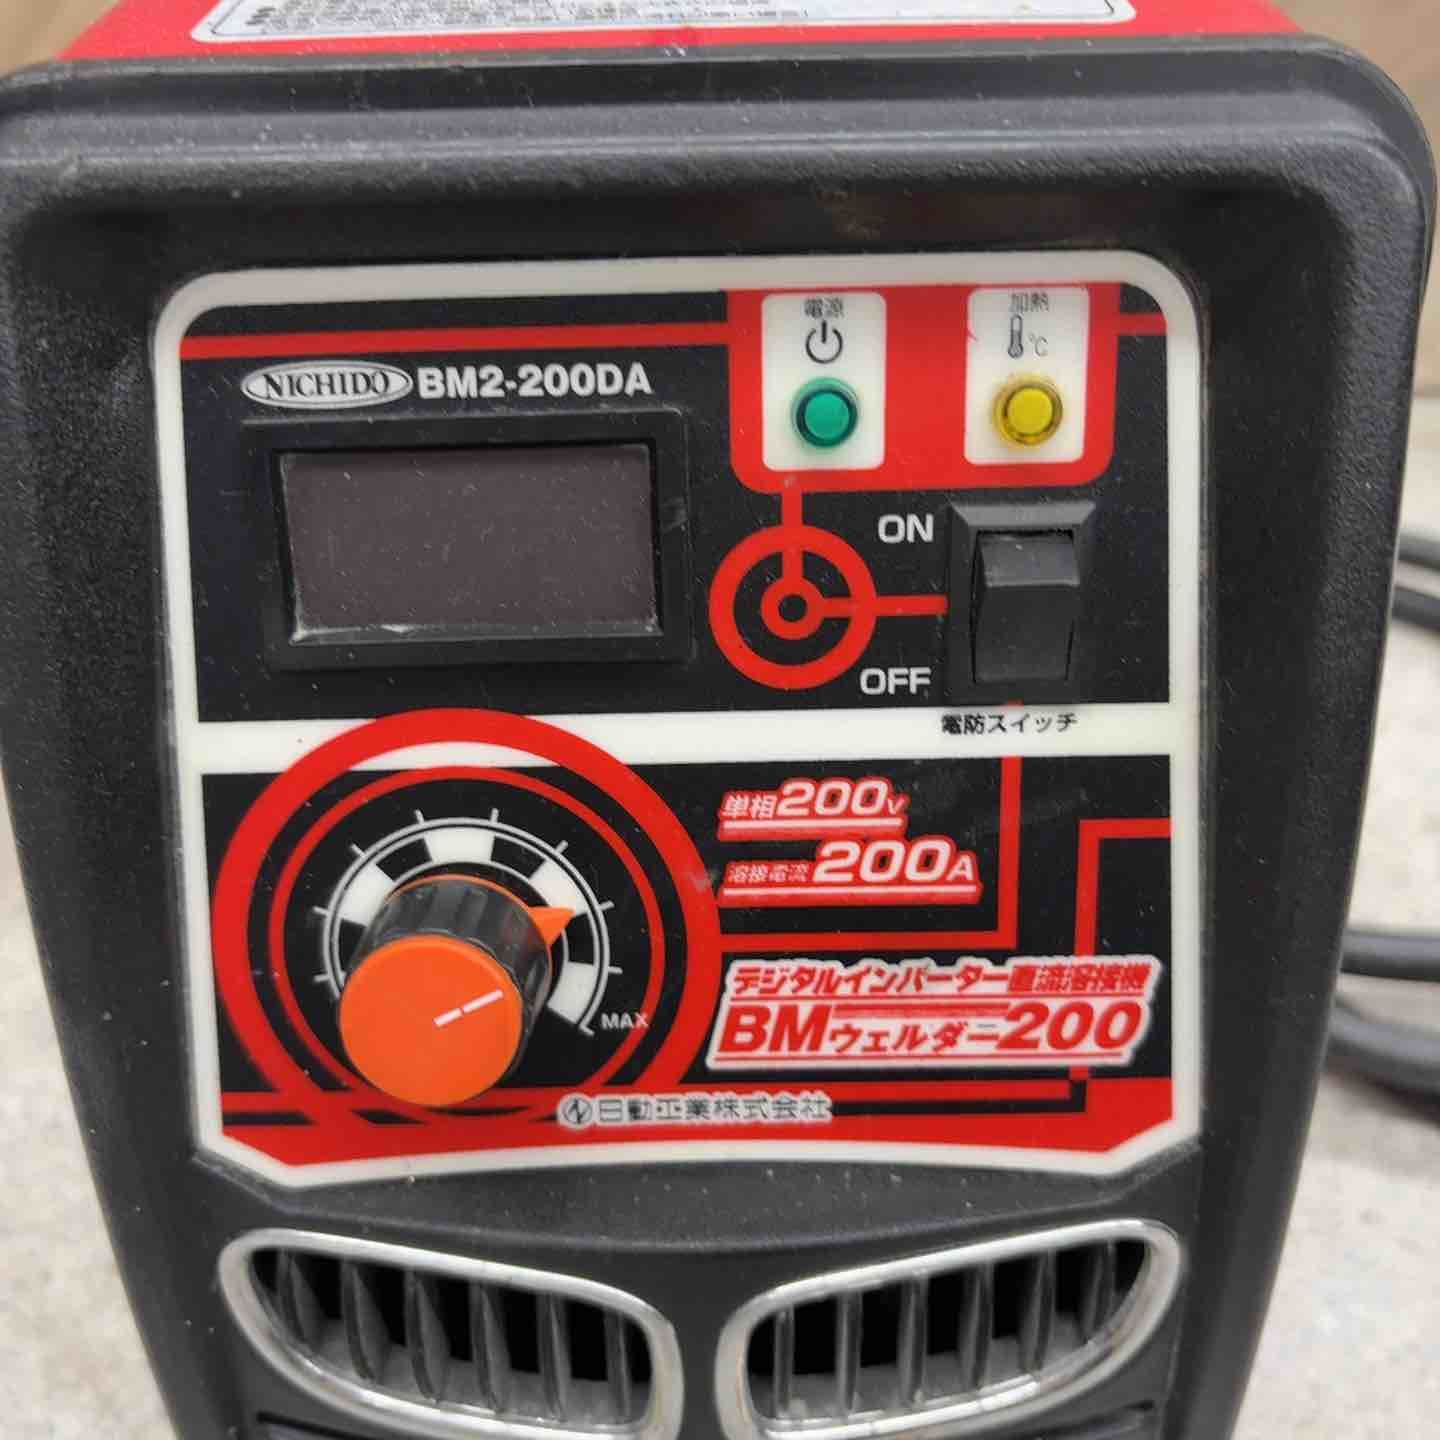 電源
加熱
℃
NICHIDO BM2-200DA
ON
OFF
電防スイッチ
単相200V
溶接電流200A
MAX
デジタルインバーター直流溶接機
BMウェルダー200
日動工業株式会社